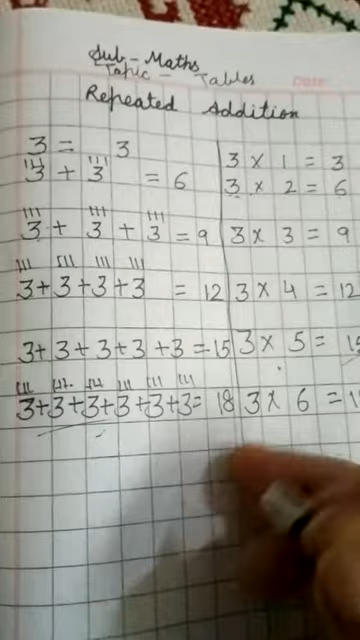 Sub - Maths
Topic - Tables
Date:
Repeated Addition
3 = 3 3 × 1 = 3
3 + 3 = 6 3 × 2 = 6
3 + 3 + 3 = 9 3 × 3 = 9
3+3+3+3 = 12 3 × 4 = 12
3+3+3+3+3=15 3 × 5 = 15
3+3+3+3+3+3= 18 3 × 6 =